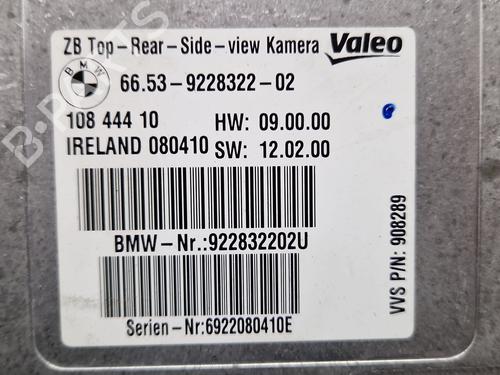 ZB Top-Rear-Side-view Kamera Valeo
BMW
66.53-9228322-02
108 444 10 HW: 09.00.00
IRELAND 080410 SW: 12.02.00
BMW-Nr.:922832202U
Serien-Nr:6922080410E
VVS P/N: 908289